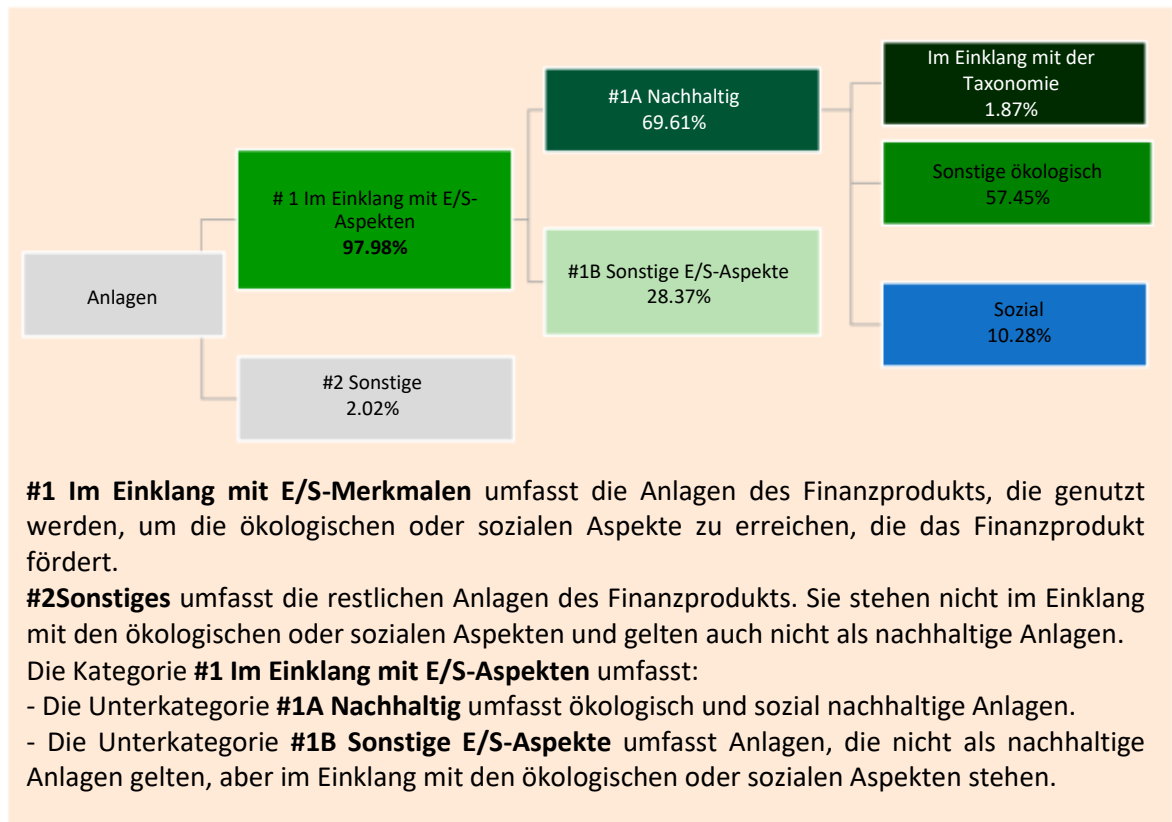 Im Einklang mit der
Taxonomie
1.87%
#1A Nachhaltig
69.61%
Sonstige ökologisch
57.45%
# 1 Im Einklang mit E/S-
Aspekten
97.98%
#1B Sonstige E/S-Aspekte
28.37%
Anlagen
Sozial
10.28%
#2 Sonstige
2.02%
#1 Im Einklang mit E/S-Merkmalen umfasst die Anlagen des Finanzprodukts, die genutzt
werden, um die ökologischen oder sozialen Aspekte zu erreichen, die das Finanzprodukt
fördert.
#2Sonstiges umfasst die restlichen Anlagen des Finanzprodukts. Sie stehen nicht im Einklang
mit den ökologischen oder sozialen Aspekten und gelten auch nicht als nachhaltige Anlagen.
Die Kategorie #1 Im Einklang mit E/S-Aspekten umfasst:
- Die Unterkategorie #1A Nachhaltig umfasst ökologisch und sozial nachhaltige Anlagen.
- Die Unterkategorie #1B Sonstige E/S-Aspekte umfasst Anlagen, die nicht als nachhaltige
Anlagen gelten, aber im Einklang mit den ökologischen oder sozialen Aspekten stehen.